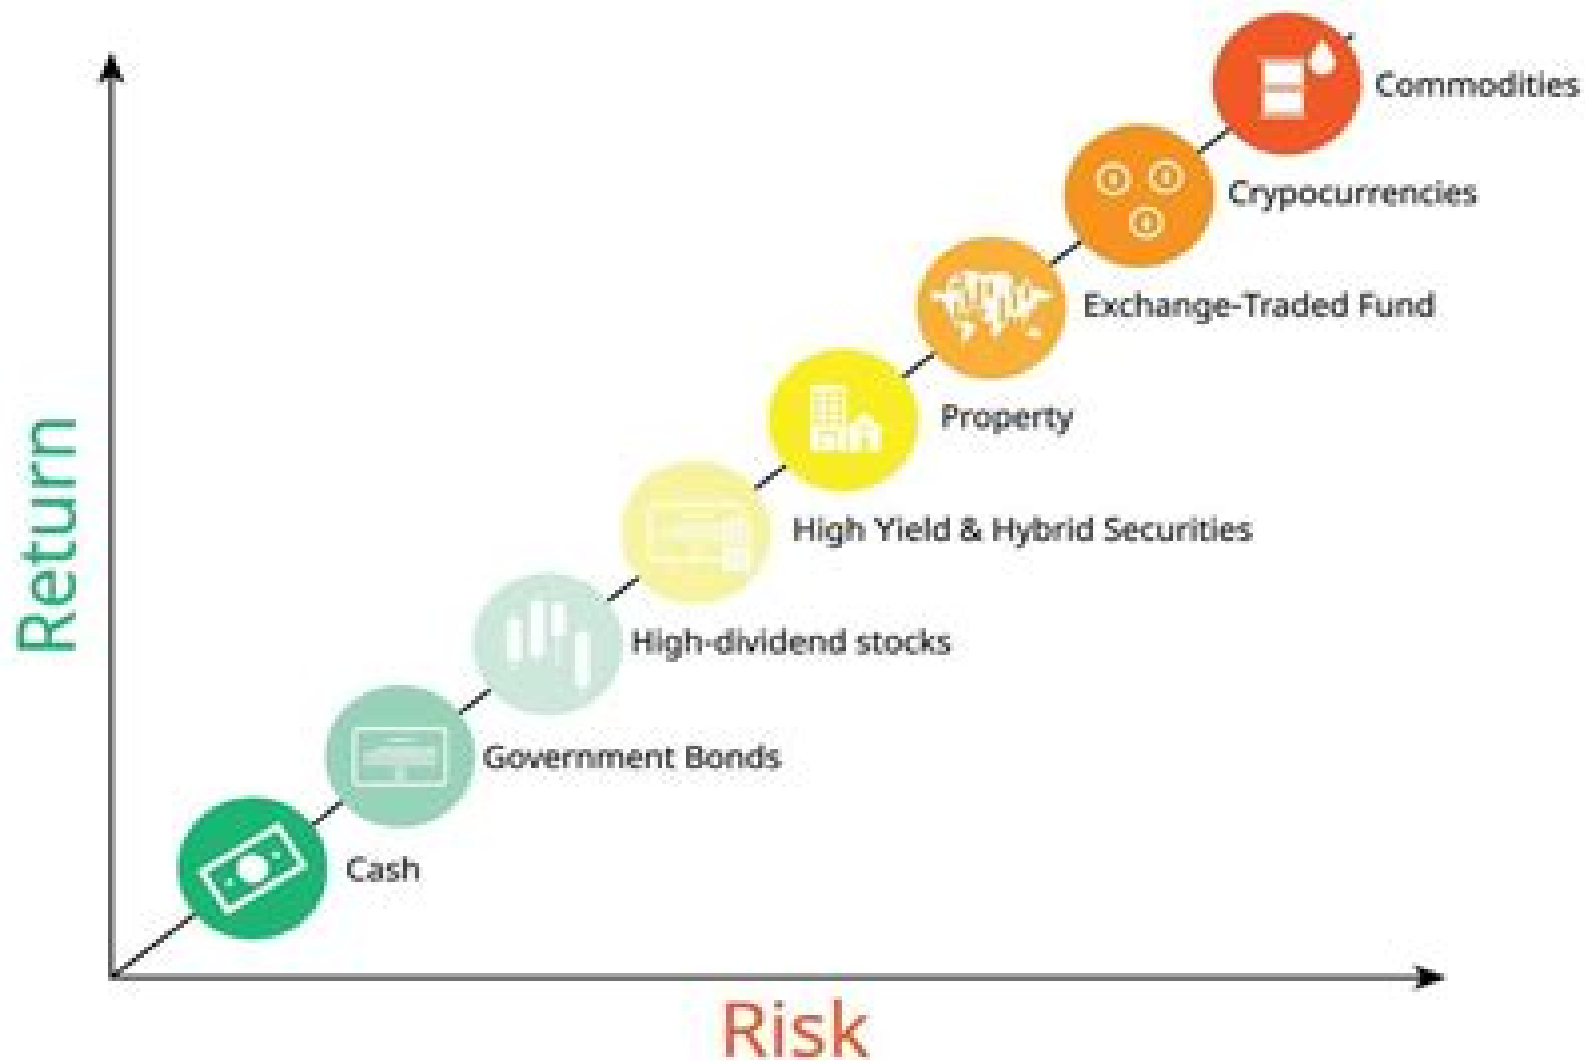 Commodities
Crypocurrencies
Exchange-Traded Fund
Property
High Yield & Hybrid Securities
High-dividend stocks
Government Bonds
Cash
Return
Risk